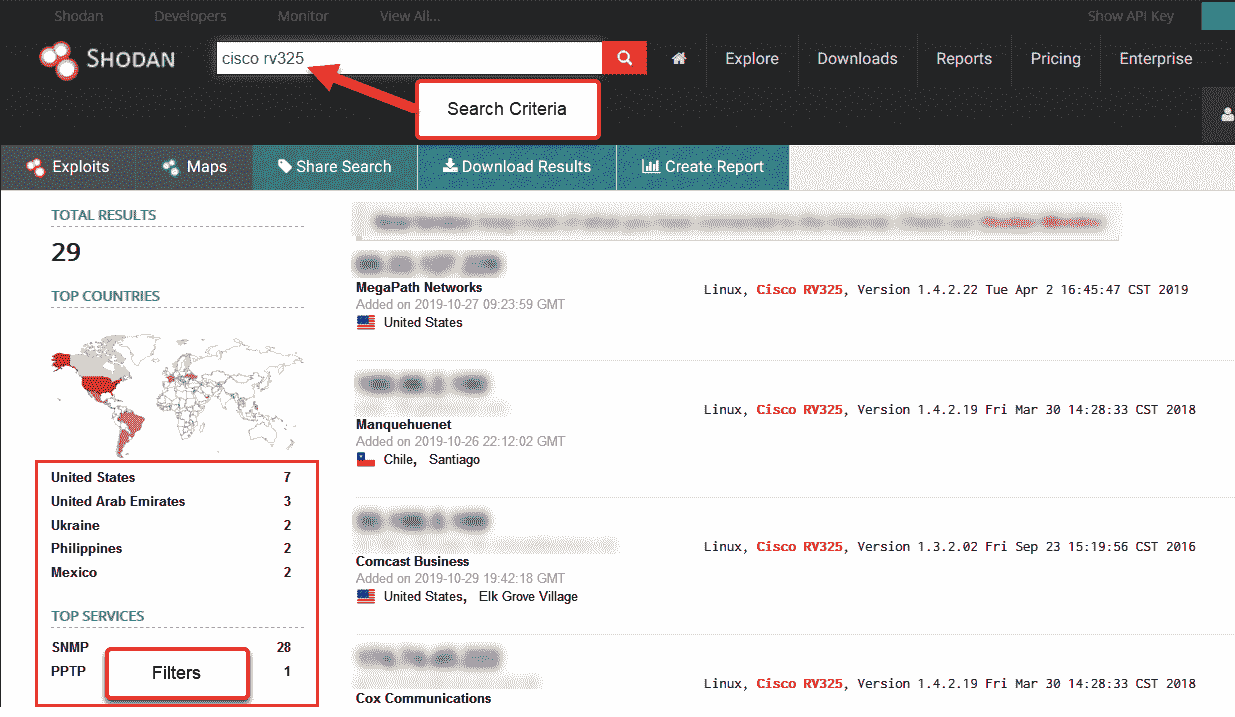 Shodan Developers Monitor View All... Show API Key
SHODAN cisco rv325 Explore Downloads Reports Pricing Enterprise
Search Criteria
Exploits Maps Share Search Download Results Create Report
TOTAL RESULTS
29
TOP COUNTRIES
United States 7
United Arab Emirates 3
Ukraine 2
Philippines 2
Mexico 2
TOP SERVICES
SNMP 28
PPTP 1
Filters
MegaPath Networks
Added on 2019-10-27 09:23:59 GMT
United States
Linux, Cisco RV325, Version 1.4.2.22 Tue Apr 2 16:45:47 CST 2019
Manquehuenet
Added on 2019-10-26 22:12:02 GMT
Chile, Santiago
Linux, Cisco RV325, Version 1.4.2.19 Fri Mar 30 14:28:33 CST 2018
Comcast Business
Added on 2019-10-29 19:42:18 GMT
United States, Elk Grove Village
Linux, Cisco RV325, Version 1.3.2.02 Fri Sep 23 15:19:56 CST 2016
Cox Communications
Linux, Cisco RV325, Version 1.4.2.19 Fri Mar 30 14:28:33 CST 2018